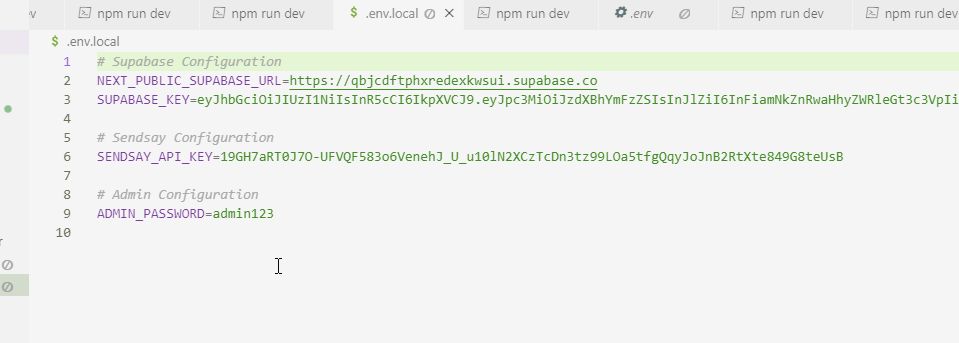 npm run dev npm run dev $ .env.local npm run dev .env npm run dev npm run dev
$ .env.local
1 # Supabase Configuration
2 NEXT_PUBLIC_SUPABASE_URL=https://qbjcdftphxredexkwsui.supabase.co
3 SUPABASE_KEY=eyJhbGciOiJIUzI1NiIsInR5cCI6IkpXVCJ9.eyJpc3MiOiJzdXBhYmFzZSIsInJlZiI6InFiamNkZnRwaHhyZWRleGt3c3VpIi
4
5 # Sendsay Configuration
6 SENDSAY_API_KEY=19GH7aRT0J7O-UFVQF583o6VenehJ_U_u10lN2XCzTcDn3tz99LOa5tfgQqyJoJnB2RtXte849G8teUsB
7
8 # Admin Configuration
9 ADMIN_PASSWORD=admin123
10